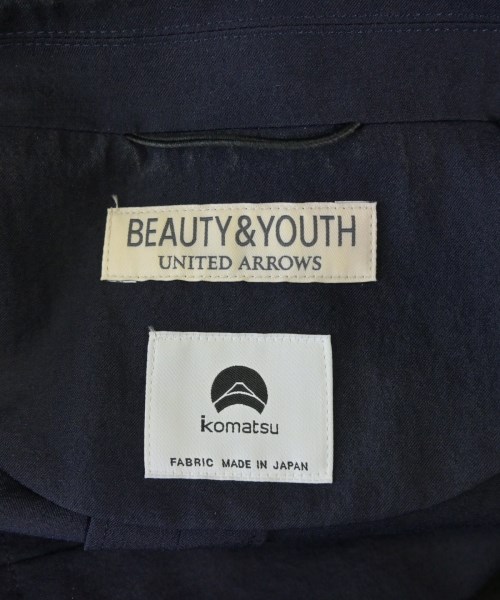 BEAUTY&YOUTH
UNITED ARROWS
komatsu
FABRIC MADE IN JAPAN